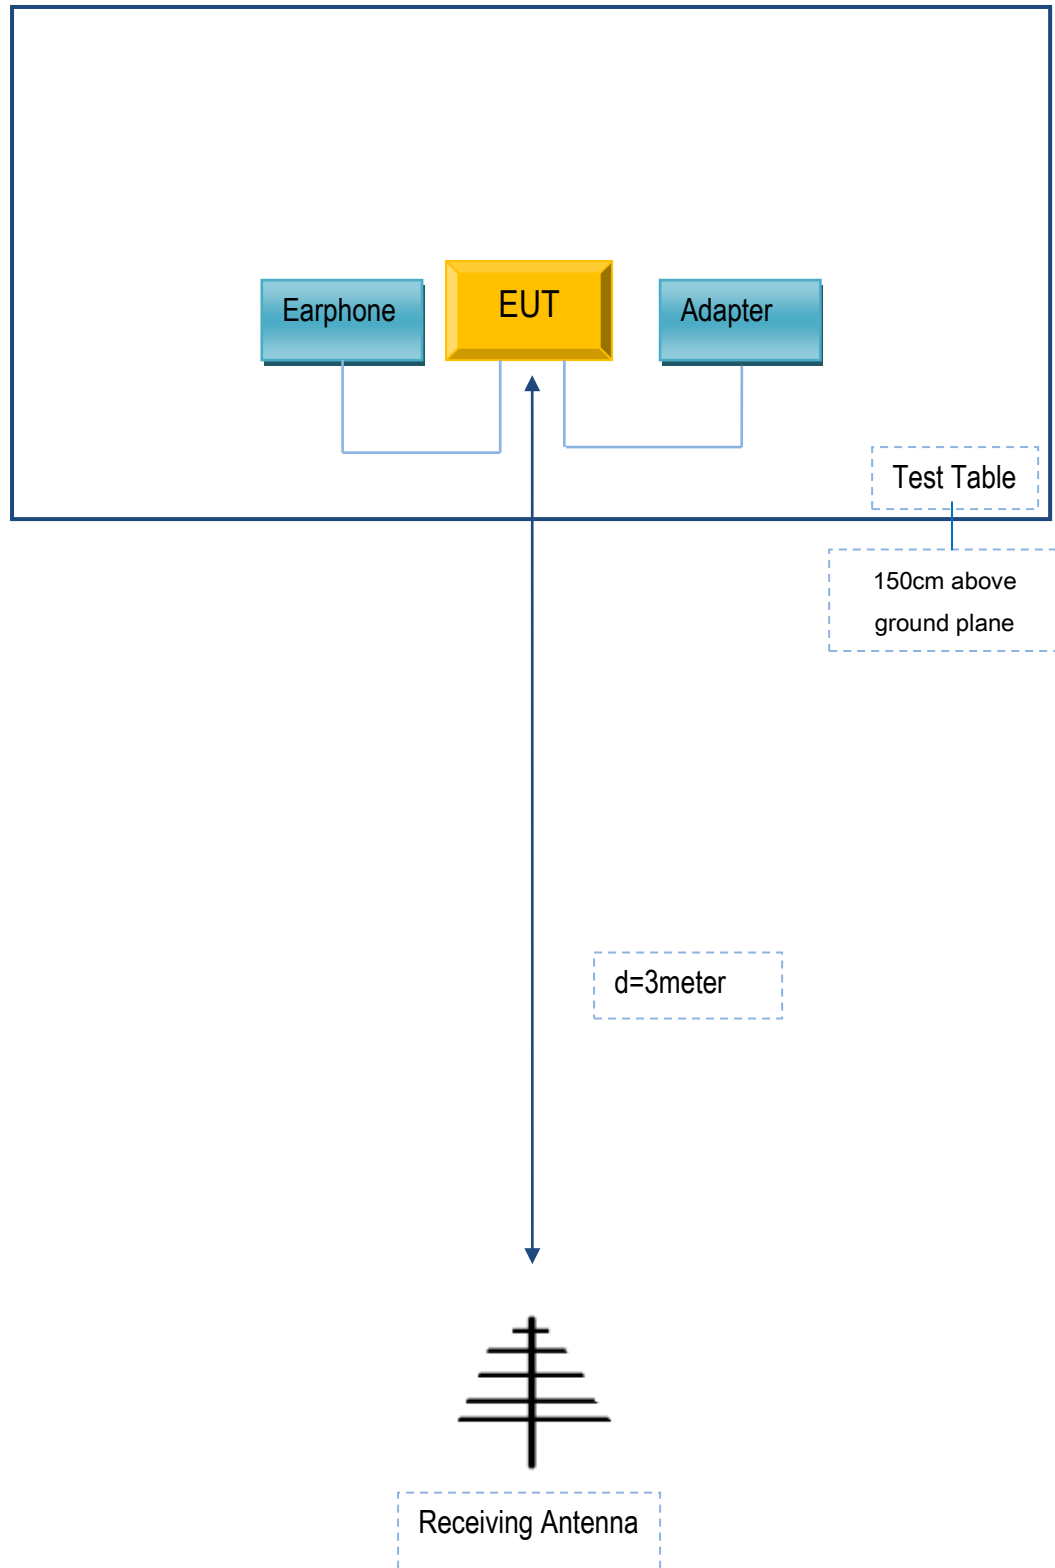 Earphone
EUT
Adapter
Test Table
150cm above
ground plane
d=3meter
Receiving Antenna